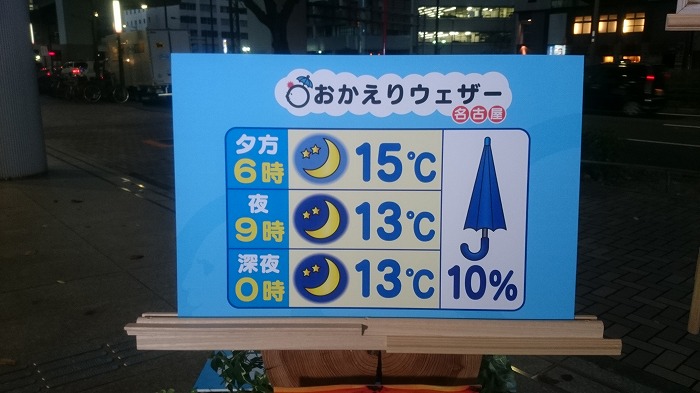 おかえりウェザー
名古屋
夕方
6時
15℃
夜
9時
13℃
深夜
0時
13℃
10%